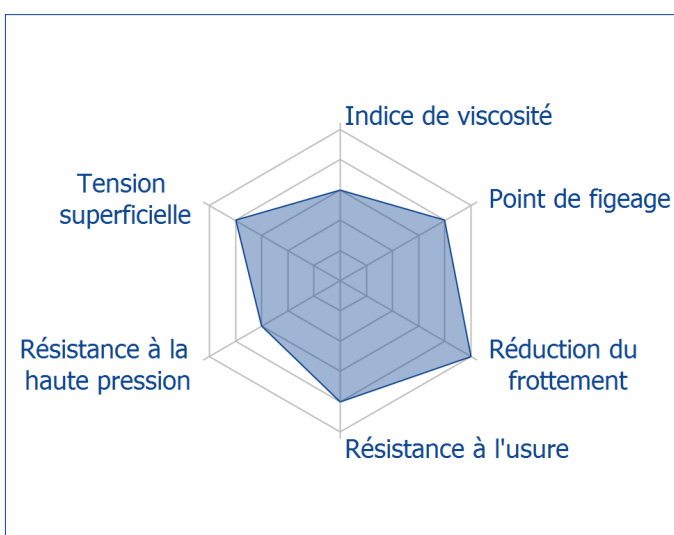 Indice de viscosité
Tension
superficielle
Point de figeage
Résistance à la
haute pression
Réduction du
frottement
Résistance à l'usure